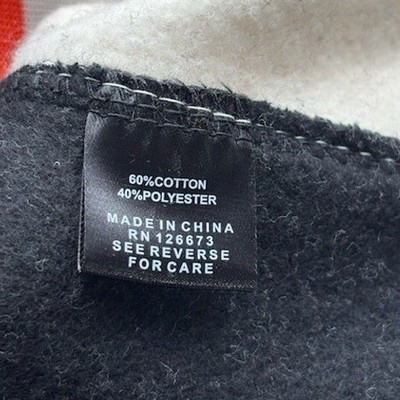 60%COTTON
40%POLYESTER
MADE IN CHINA
RN 126673
SEE REVERSE
FOR CARE